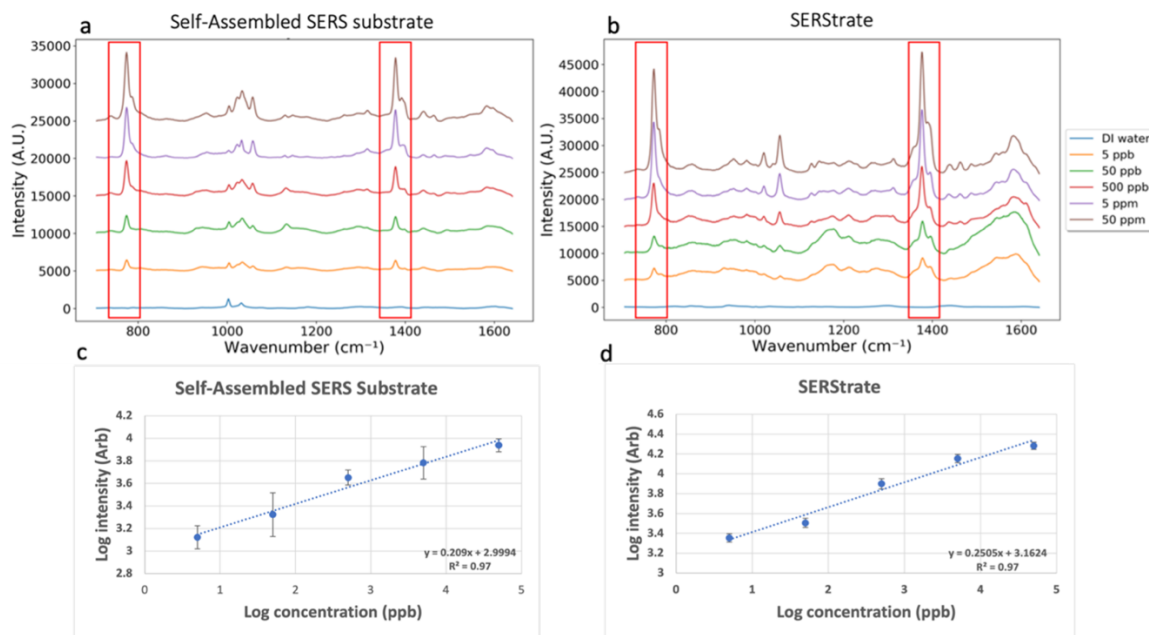 Self-Assembled SERS substrate
SERStrate
a
b
35000
30000
25000
20000
15000
10000
5000
0
Intensity (A.U.)
800
1000
1200
1400
1600
Wavenumber (cm⁻¹)
45000
40000
35000
30000
25000
20000
15000
10000
5000
0
Intensity (A.U.)
800
1000
1200
1400
1600
Wavenumber (cm⁻¹)
DI water
5 ppb
50 ppb
500 ppb
5 ppm
50 ppm
c
Self-Assembled SERS Substrate
4.2
4
3.8
3.6
3.4
3.2
3
2.8
Log intensity (Arb)
y = 0.209x + 2.9994
R² = 0.97
0
1
2
3
4
5
Log concentration (ppb)
d
SERStrate
4.6
4.4
4.2
4
3.8
3.6
3.4
3.2
3
Log intensity (Arb)
y = 0.2505x + 3.1624
R² = 0.97
0
1
2
3
4
5
Log concentration (ppb)